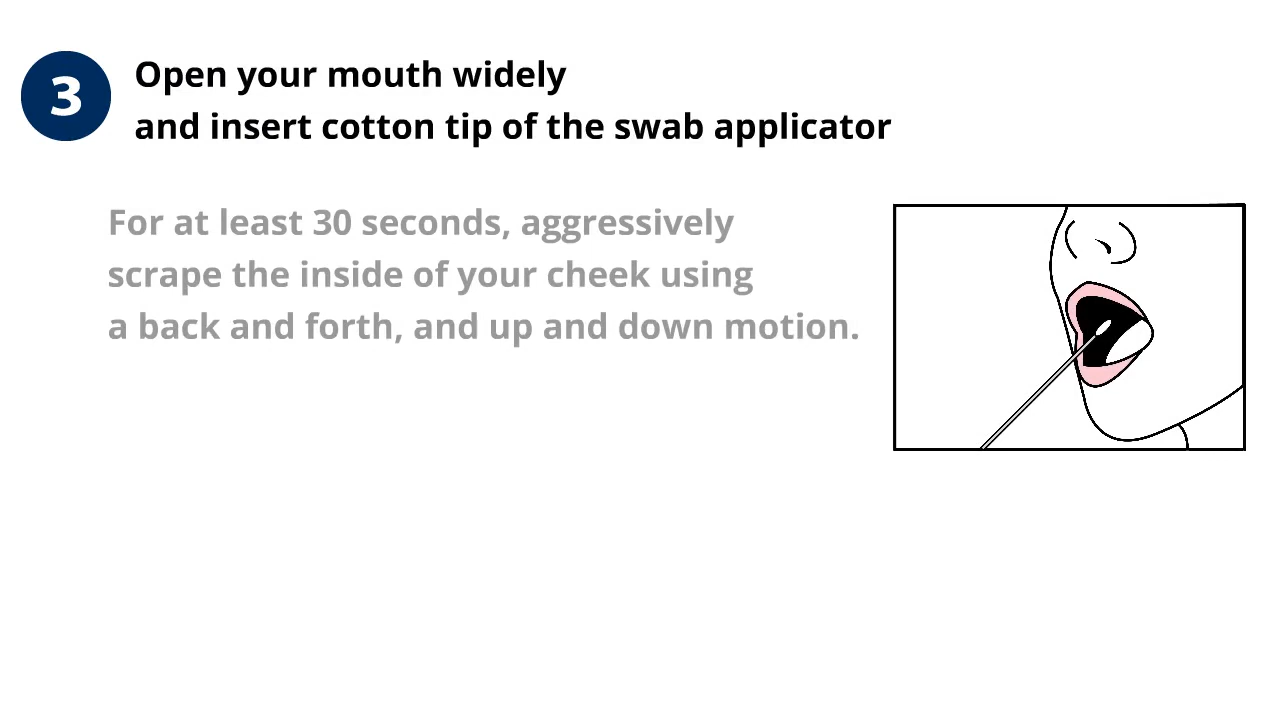 3
Open your mouth widely
and insert cotton tip of the swab applicator
For at least 30 seconds, aggressively
scrape the inside of your cheek using
a back and forth, and up and down motion.